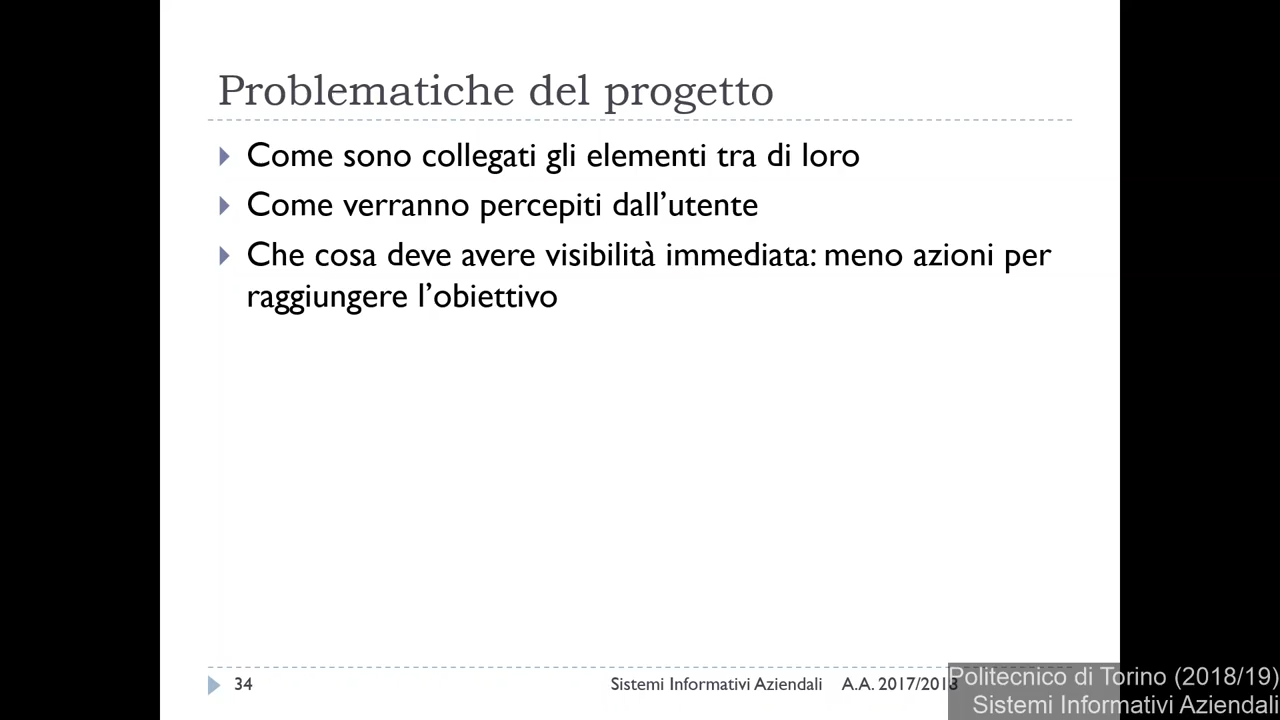 Problematiche del progetto
Come sono collegati gli elementi tra di loro
Come verranno percepiti dall’utente
Che cosa deve avere visibilità immediata: meno azioni per
raggiungere l’obiettivo
34
Sistemi Informativi Aziendali A.A. 2017/2018
Politecnico di Torino (2018/19)
Sistemi Informativi Aziendali